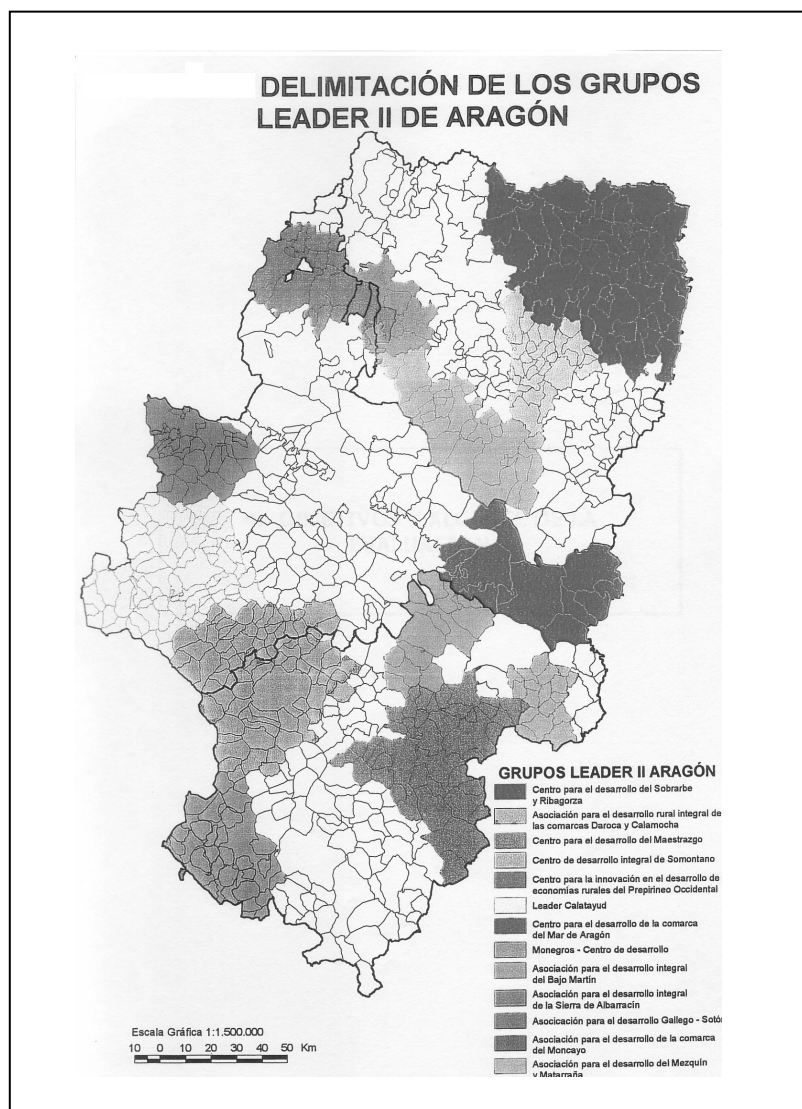 DELIMITACIÓN DE LOS GRUPOS
LEADER II DE ARAGÓN
GRUPOS LEADER II ARAGÓN
Centro para el desarrollo del Sobrarbe
y Ribagorza
Asociación para el desarrollo rural integral de
las comarcas Daroca y Calamocha
Centro para el desarrollo del Maestrazgo
Centro de desarrollo integral de Somontano
Centro para la innovación en el desarrollo de
economías rurales del Prepirineo Occidental
Leader Calatayud
Centro para el desarrollo de la comarca
del Mar de Aragón
Monegros - Centro de desarrollo
Asociación para el desarrollo integral
del Bajo Martín
Asociación para el desarrollo integral
de la Sierra de Albarracín
Asocicación para el desarrollo Gallego - Sotón
Asociación para el desarrollo de la comarca
del Moncayo
Asociación para el desarrollo del Mezquín
y Matarraña
Escala Gráfica 1:1.500.000
10 0 10 20 30 40 50 Km